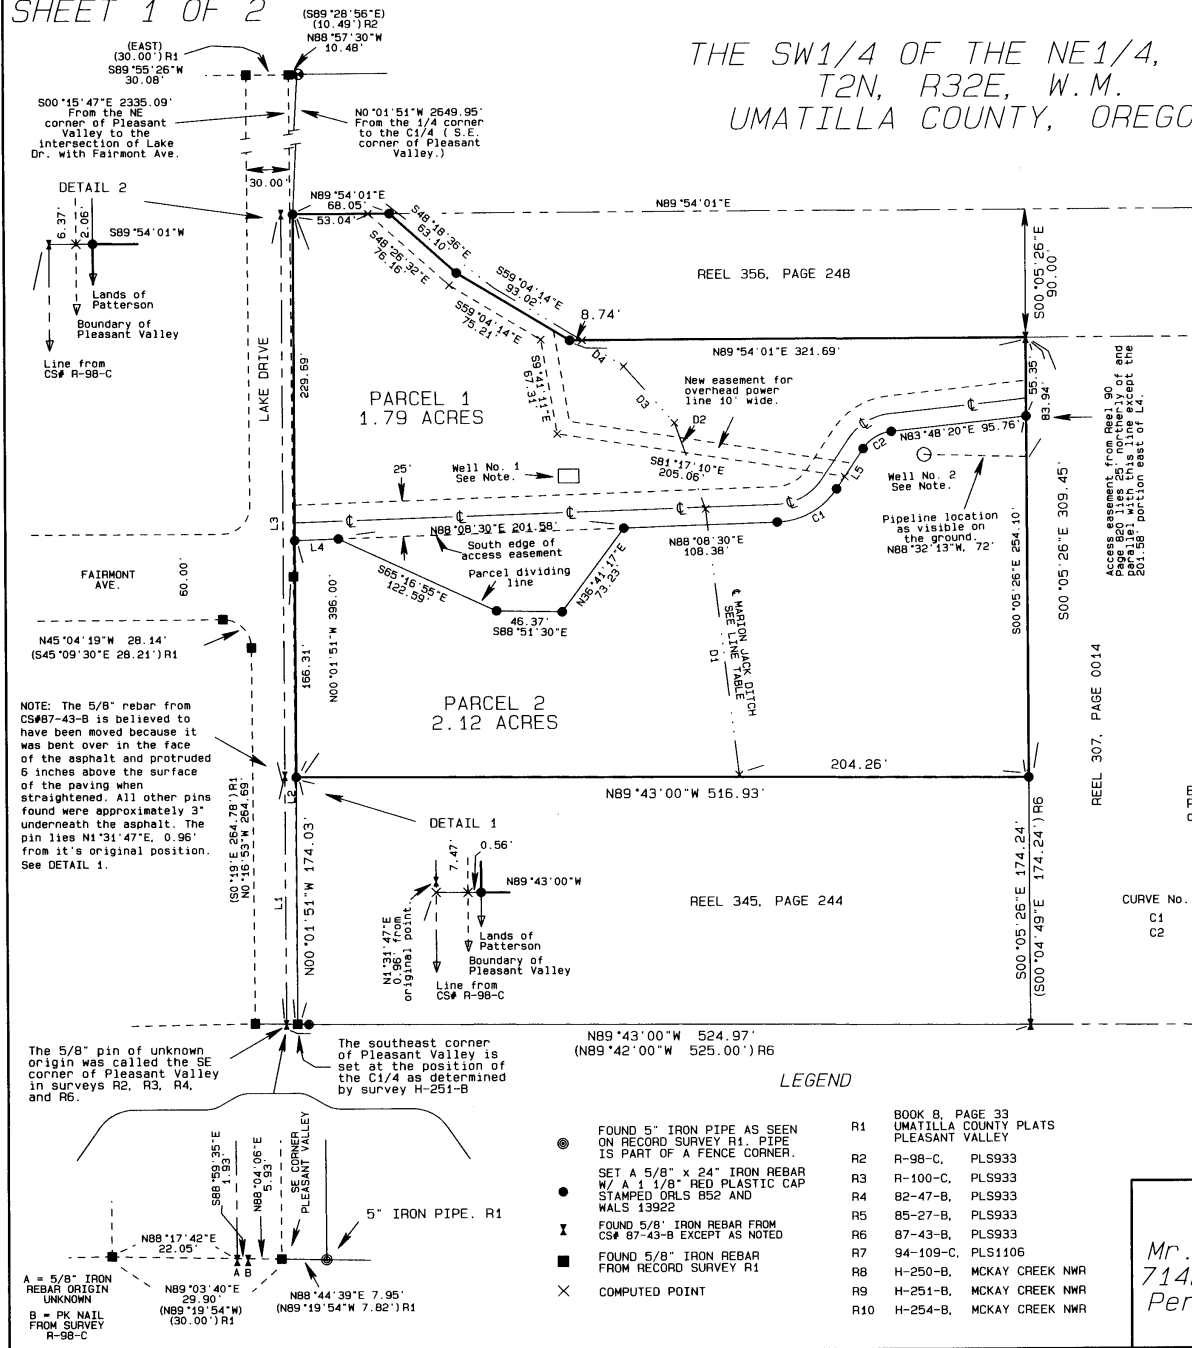 SHEET 1 OF 2
(S89°28'56"E)
(10.49')R2
N88°57'30"W
10.48'
(EAST)
(30.00')R1
S89°55'26"W
30.08'
THE SW1/4 OF THE NE1/4,
T2N, R32E, W.M.
UMATILLA COUNTY, OREGO
S00°15'47"E 2335.09'
From the NE
corner of Pleasant
Valley to the
intersection of Lake
Dr. with Fairmont Ave.
N0°01'51"W 2649.95'
From the 1/4 corner
to the C1/4 ( S.E.
corner of Pleasant
Valley.)
30.00'
DETAIL 2
6.37'
2.06'
S89°54'01"W
Lands of
Patterson
Boundary of
Pleasant Valley
Line from
CS# R-98-C
N89°54'01"E
68.05'
53.04'
N89°54'01"E
S48°18'36"E
63.10'
S48°26'32"E
76.16'
S59°04'14"E
93.02'
S59°04'14"E
75.21'
8.74'
REEL 356, PAGE 248
S00°05'26"E
90.00'
N89°54'01"E 321.69'
LAKE DRIVE
229.69'
PARCEL 1
1.79 ACRES
S9°41'11"E
67.31'
D4
D3
D2
New easement for
overhead power
line 10' wide.
55.35'
83.94'
Access easement from Reel 90
Page 820 lies 25' northerly of and
parallel with this line except the
201.58' portion east of L4.
N83°48'20"E 95.76'
C2
L5
C1
S81°17'10"E
205.06'
Well No. 1
See Note.
Well No. 2
See Note.
25'
Pipeline location
as visible on
the ground.
N88°32'13"W, 72'
N88°08'30"E 201.58'
South edge of
access easement
N88°08'30"E
108.38'
L3
L4
S65°16'55"E
122.59'
Parcel dividing
line
N36°41'17"E
73.23'
46.37'
S88°51'30"E
S00°05'26"E 254.10'
S00°05'26"E 309.45'
FAIRMONT
AVE.
60.00'
N45°04'19"W 28.14'
(S45°09'30"E 28.21')R1
166.31'
N00°01'51"W 396.00'
℄ MARION JACK DITCH
SEE LINE TABLE
D1
REEL 307, PAGE 0014
PARCEL 2
2.12 ACRES
NOTE: The 5/8" rebar from
CS#87-43-B is believed to
have been moved because it
was bent over in the face
of the asphalt and protruded
6 inches above the surface
of the paving when
straightened. All other pins
found were approximately 3"
underneath the asphalt. The
pin lies N1°31'47"E, 0.96'
from it's original position.
See DETAIL 1.
204.26'
N89°43'00"W 516.93'
L2
(S0°19'E 264.78')R1
N0°16'53"W 264.69'
L1
N00°01'51"W 174.03'
DETAIL 1
7.47'
0.56'
N89°43'00"W
N1°31'47"E
0.96' from
original point.
Lands of
Patterson
Boundary of
Pleasant Valley
Line from
CS# R-98-C
REEL 345, PAGE 244
S00°05'26"E 174.24'
(S00°04'49"E 174.24')R6
CURVE No.
C1
C2
N89°43'00"W 524.97'
(N89°42'00"W 525.00')R6
The 5/8" pin of unknown
origin was called the SE
corner of Pleasant Valley
in surveys R2, R3, R4,
and R6.
The southeast corner
of Pleasant Valley is
set at the position of
the C1/4 as determined
by survey H-251-B
S88°59'35"E
1.93'
N88°04'06"E
5.93'
SE CORNER
PLEASANT VALLEY
5" IRON PIPE. R1
N88°17'42"E
22.05'
A B
A = 5/8" IRON
REBAR ORIGIN
UNKNOWN
B = PK NAIL
FROM SURVEY
R-98-C
N89°03'40"E
29.90'
(N89°19'54"W)
(30.00')R1
N88°44'39"E 7.95'
(N89°19'54"W 7.82')R1
LEGEND
FOUND 5" IRON PIPE AS SEEN
ON RECORD SURVEY R1. PIPE
IS PART OF A FENCE CORNER.
SET A 5/8" x 24" IRON REBAR
W/ A 1 1/8" RED PLASTIC CAP
STAMPED ORLS 852 AND
WALS 13922
FOUND 5/8' IRON REBAR FROM
CS# 87-43-B EXCEPT AS NOTED
FOUND 5/8" IRON REBAR
FROM RECORD SURVEY R1
COMPUTED POINT
R1 BOOK 8, PAGE 33
UMATILLA COUNTY PLATS
PLEASANT VALLEY
R2 R-98-C, PLS933
R3 R-100-C, PLS933
R4 82-47-B, PLS933
R5 85-27-B, PLS933
R6 87-43-B, PLS933
R7 94-109-C, PLS1106
R8 H-250-B, MCKAY CREEK NWR
R9 H-251-B, MCKAY CREEK NWR
R10 H-254-B, MCKAY CREEK NWR
Mr.
714
Per